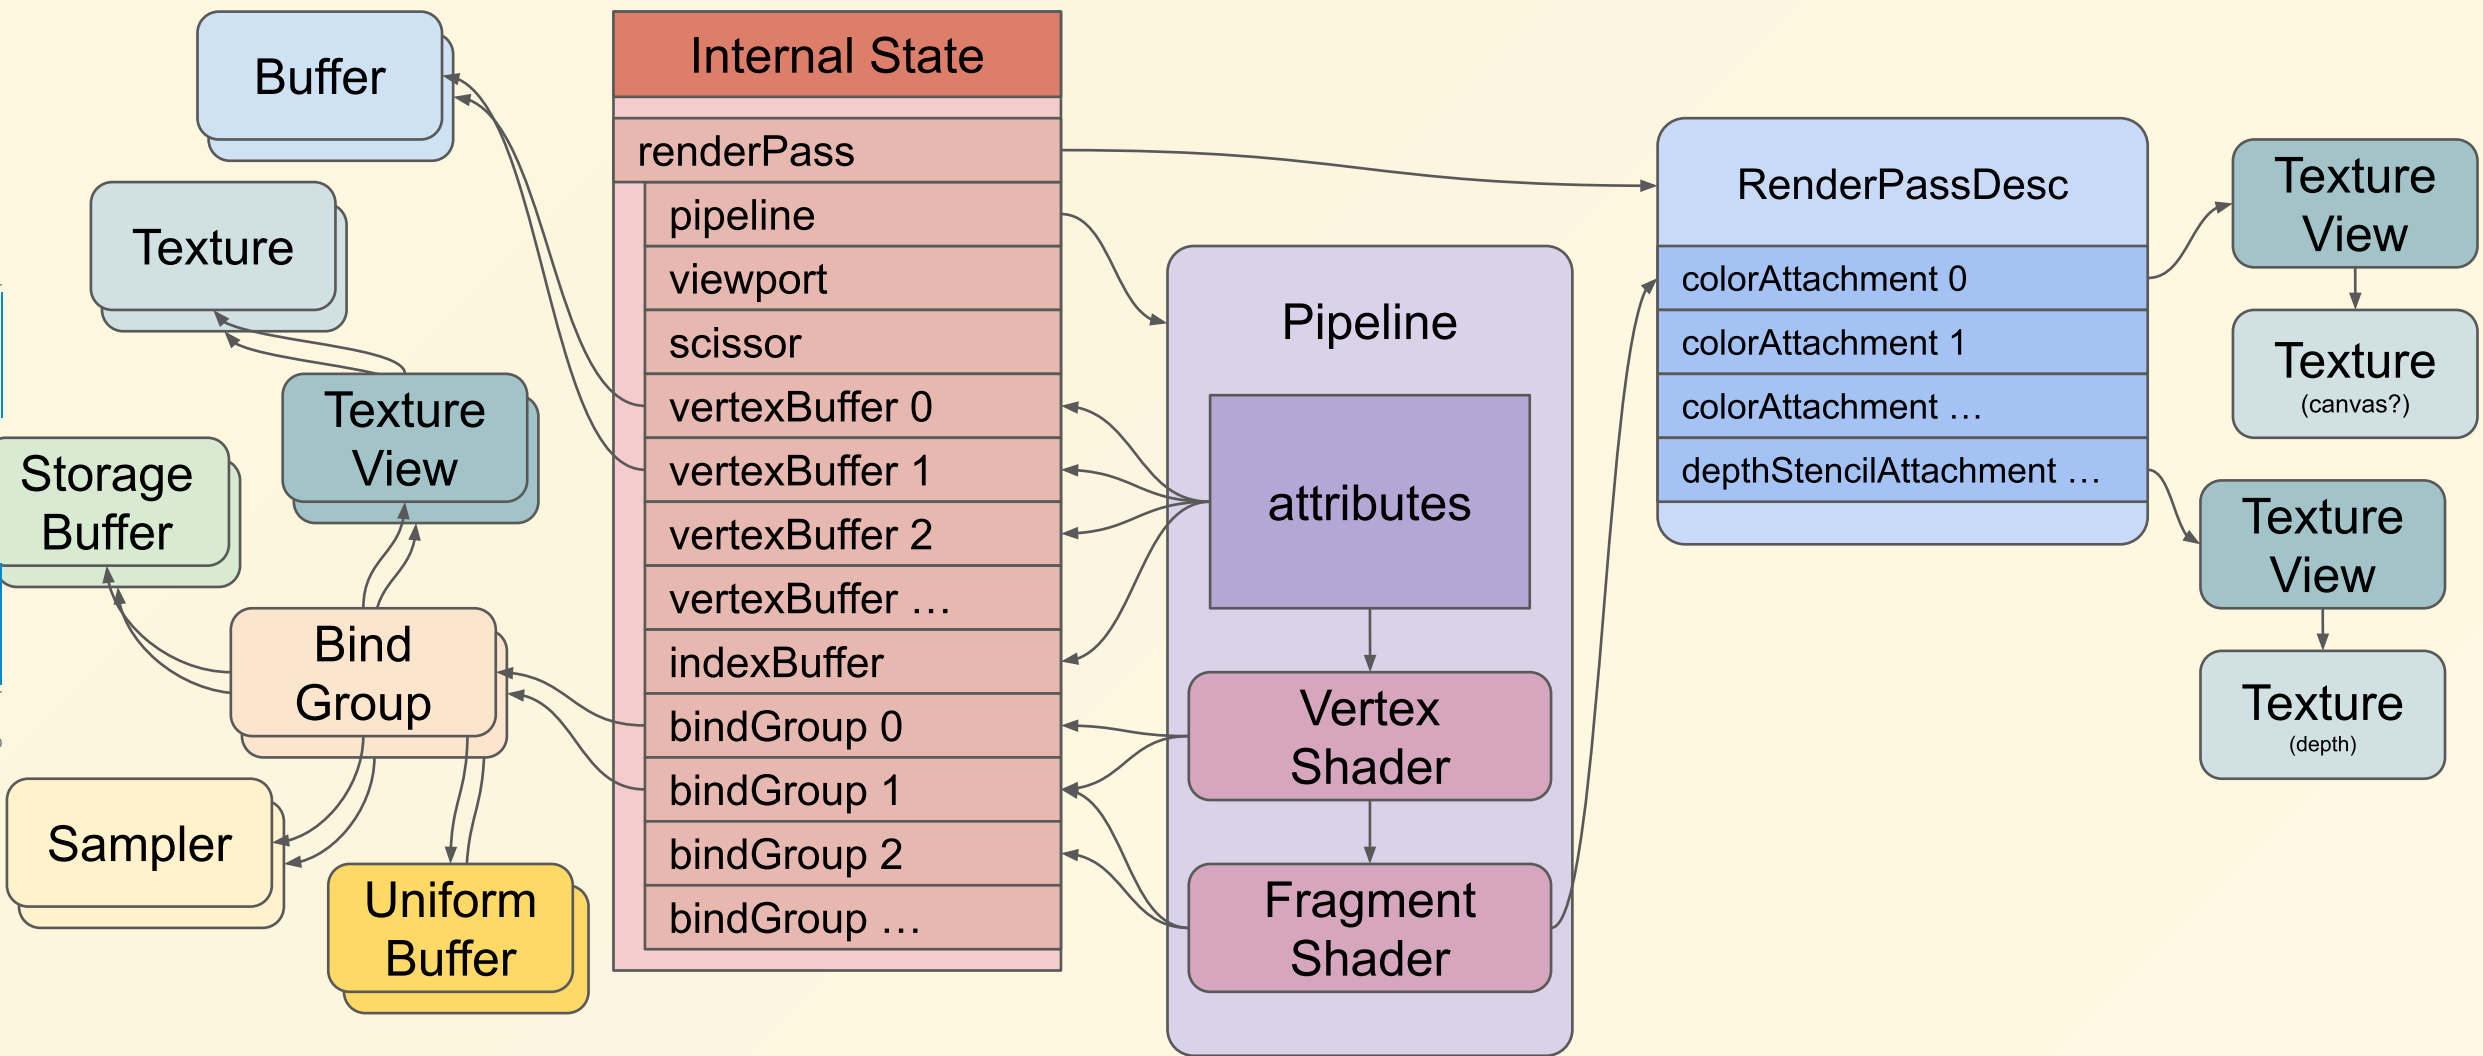 Buffer
Texture
Texture
View
Storage
Buffer
Bind
Group
Sampler
Uniform
Buffer
Internal State
renderPass
pipeline
viewport
scissor
vertexBuffer 0
vertexBuffer 1
vertexBuffer 2
vertexBuffer …
indexBuffer
bindGroup 0
bindGroup 1
bindGroup 2
bindGroup …
Pipeline
attributes
Vertex
Shader
Fragment
Shader
RenderPassDesc
colorAttachment 0
colorAttachment 1
colorAttachment …
depthStencilAttachment …
Texture
View
Texture
(canvas?)
Texture
View
Texture
(depth)